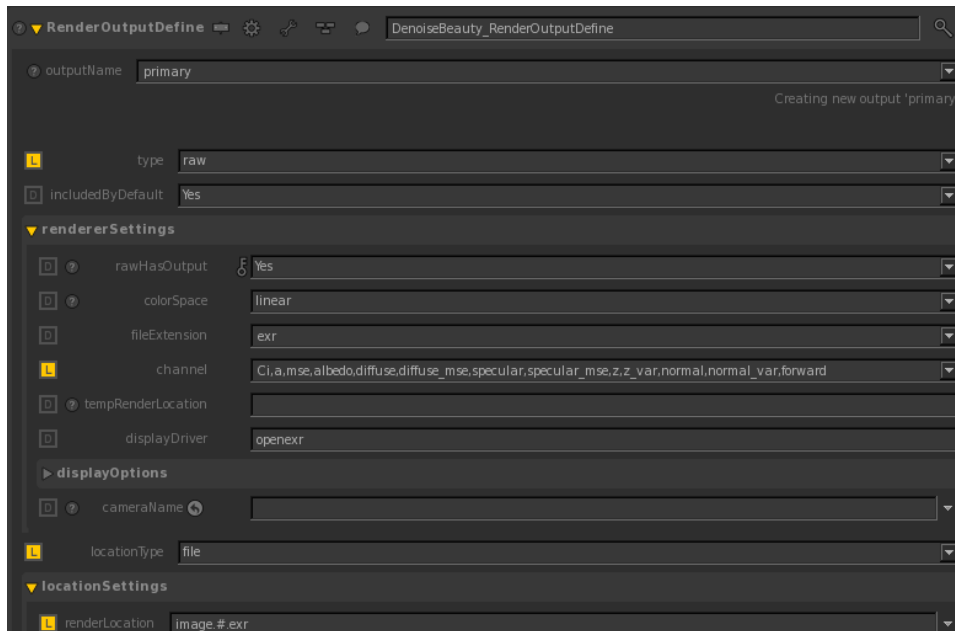 RenderOutputDefine DenoiseBeauty_RenderOutputDefine
outputName primary
Creating new output 'primary
L type raw
D includedByDefault Yes
rendererSettings
D rawHasOutput Yes
D colorSpace linear
D fileExtension exr
L channel Ci,a,mse,albedo,diffuse,diffuse_mse,specular,specular_mse,z,z_var,normal,normal_var,forward
D tempRenderLocation
D displayDriver openexr
displayOptions
D cameraName
L locationType file
locationSettings
L renderLocation image.#.exr